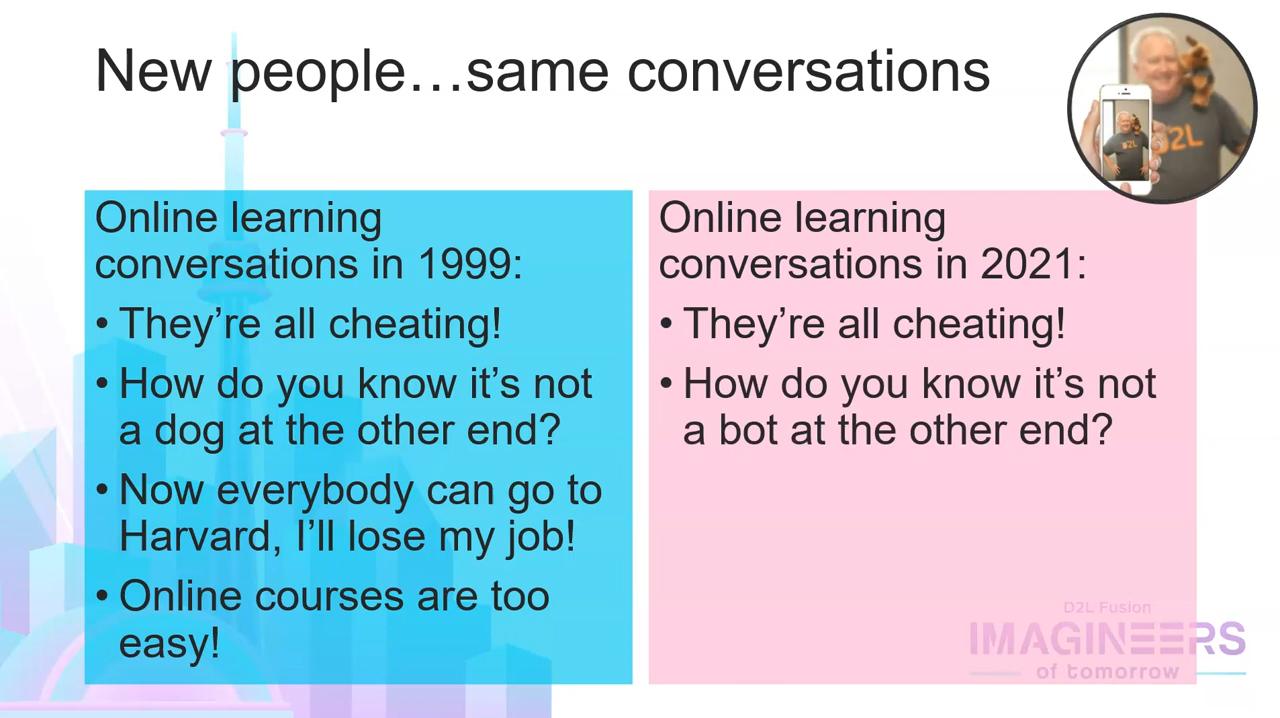 New people…same conversations
D2L
Online learning
conversations in 1999:
• They’re all cheating!
• How do you know it’s not
a dog at the other end?
• Now everybody can go to
Harvard, I’ll lose my job!
• Online courses are too
easy!
Online learning
conversations in 2021:
• They’re all cheating!
• How do you know it’s not
a bot at the other end?
D2L Fusion
IMAGINEERS
of tomorrow